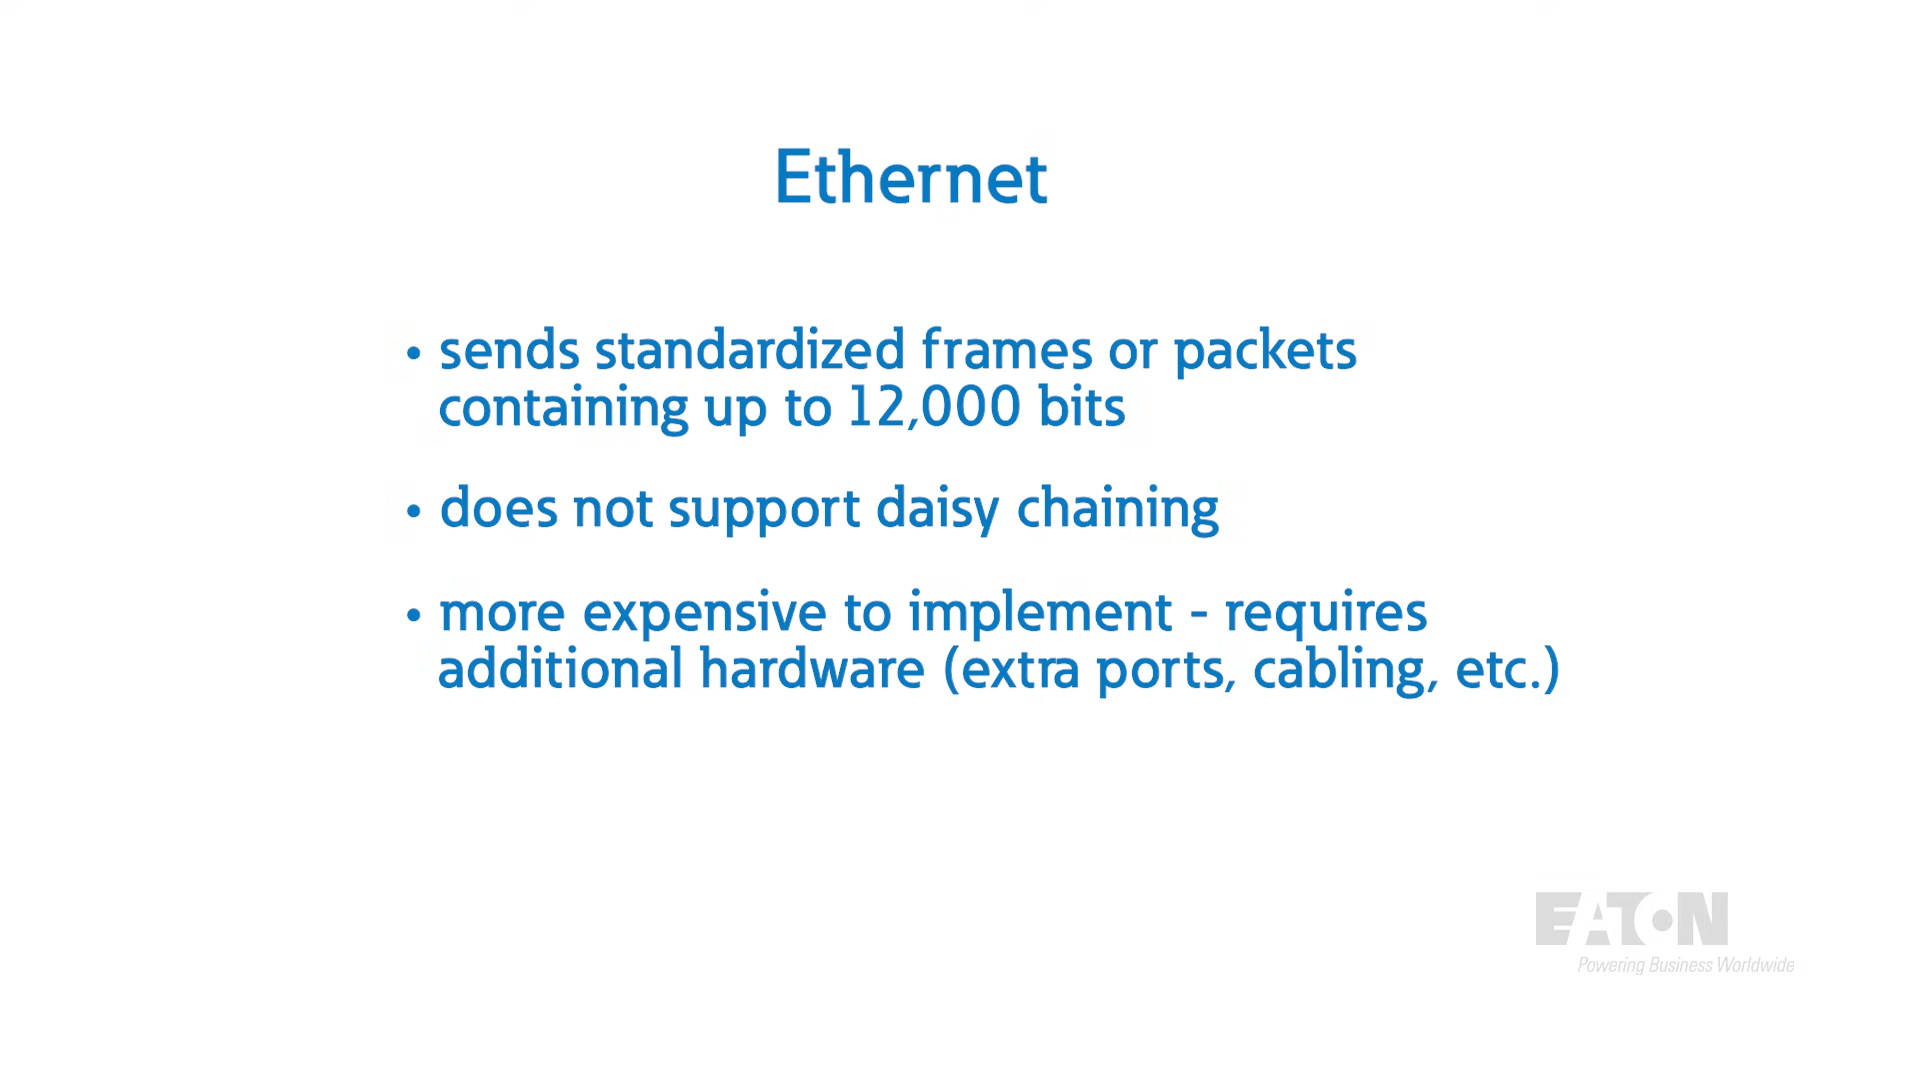 Ethernet
• sends standardized frames or packets
containing up to 12,000 bits
• does not support daisy chaining
• more expensive to implement - requires
additional hardware (extra ports, cabling, etc.)
EATON
Powering Business Worldwide